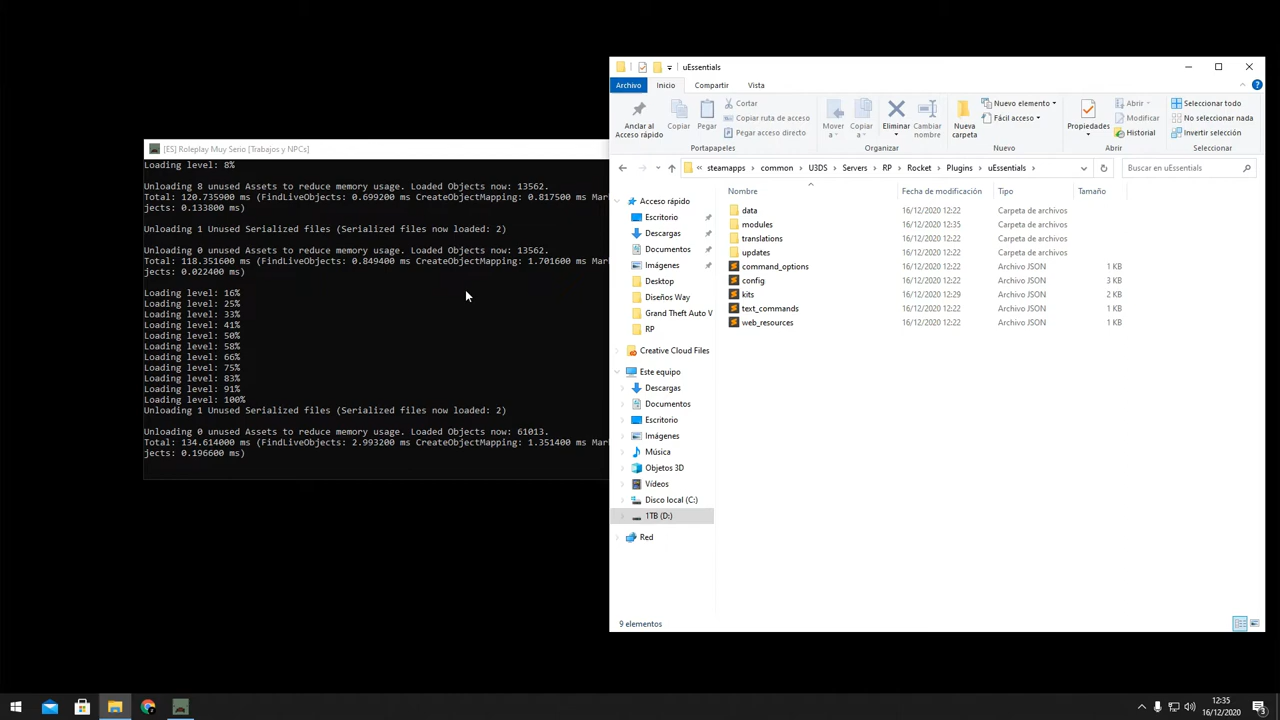 uEssentials
Archivo Inicio Compartir Vista
Anclar al Acceso rápido
Copiar
Pegar
Cortar
Copiar ruta de acceso
Pegar acceso directo
Portapapeles
Mover a
Copiar a
Eliminar
Cambiar nombre
Organizar
Nueva carpeta
Nuevo elemento
Fácil acceso
Nuevo
Propiedades
Abrir
Modificar
Historial
Abrir
Seleccionar todo
No seleccionar nada
Invertir selección
Seleccionar
« steamapps > common > U3DS > Servers > RP > Rocket > Plugins > uEssentials >
Buscar en uEssentials
Acceso rápido
Escritorio
Descargas
Documentos
Imágenes
Desktop
Diseños Way
Grand Theft Auto V
RP
Creative Cloud Files
Este equipo
Descargas
Documentos
Escritorio
Imágenes
Música
Objetos 3D
Vídeos
Disco local (C:)
1TB (D:)
Red
Nombre Fecha de modificación Tipo Tamaño
data 16/12/2020 12:22 Carpeta de archivos
modules 16/12/2020 12:35 Carpeta de archivos
translations 16/12/2020 12:22 Carpeta de archivos
updates 16/12/2020 12:22 Carpeta de archivos
command_options 16/12/2020 12:22 Archivo JSON 1 KB
config 16/12/2020 12:22 Archivo JSON 3 KB
kits 16/12/2020 12:29 Archivo JSON 2 KB
text_commands 16/12/2020 12:22 Archivo JSON 1 KB
web_resources 16/12/2020 12:22 Archivo JSON 1 KB
9 elementos
[ES] Roleplay Muy Serio [Trabajos y NPCs]
Loading level: 8%
Unloading 8 unused Assets to reduce memory usage. Loaded Objects now: 13562.
Total: 120.735900 ms (FindLiveObjects: 0.699200 ms CreateObjectMapping: 0.817500 ms Mar
jects: 0.133800 ms)
Unloading 1 Unused Serialized files (Serialized files now loaded: 2)
Unloading 0 unused Assets to reduce memory usage. Loaded Objects now: 13562.
Total: 118.351600 ms (FindLiveObjects: 0.849400 ms CreateObjectMapping: 1.701600 ms Mar
jects: 0.022400 ms)
Loading level: 16%
Loading level: 25%
Loading level: 33%
Loading level: 41%
Loading level: 50%
Loading level: 58%
Loading level: 66%
Loading level: 75%
Loading level: 83%
Loading level: 91%
Loading level: 100%
Unloading 1 Unused Serialized files (Serialized files now loaded: 2)
Unloading 0 unused Assets to reduce memory usage. Loaded Objects now: 61013.
Total: 134.614000 ms (FindLiveObjects: 2.993200 ms CreateObjectMapping: 1.351400 ms Mar
jects: 0.196600 ms)
12:35
16/12/2020
3